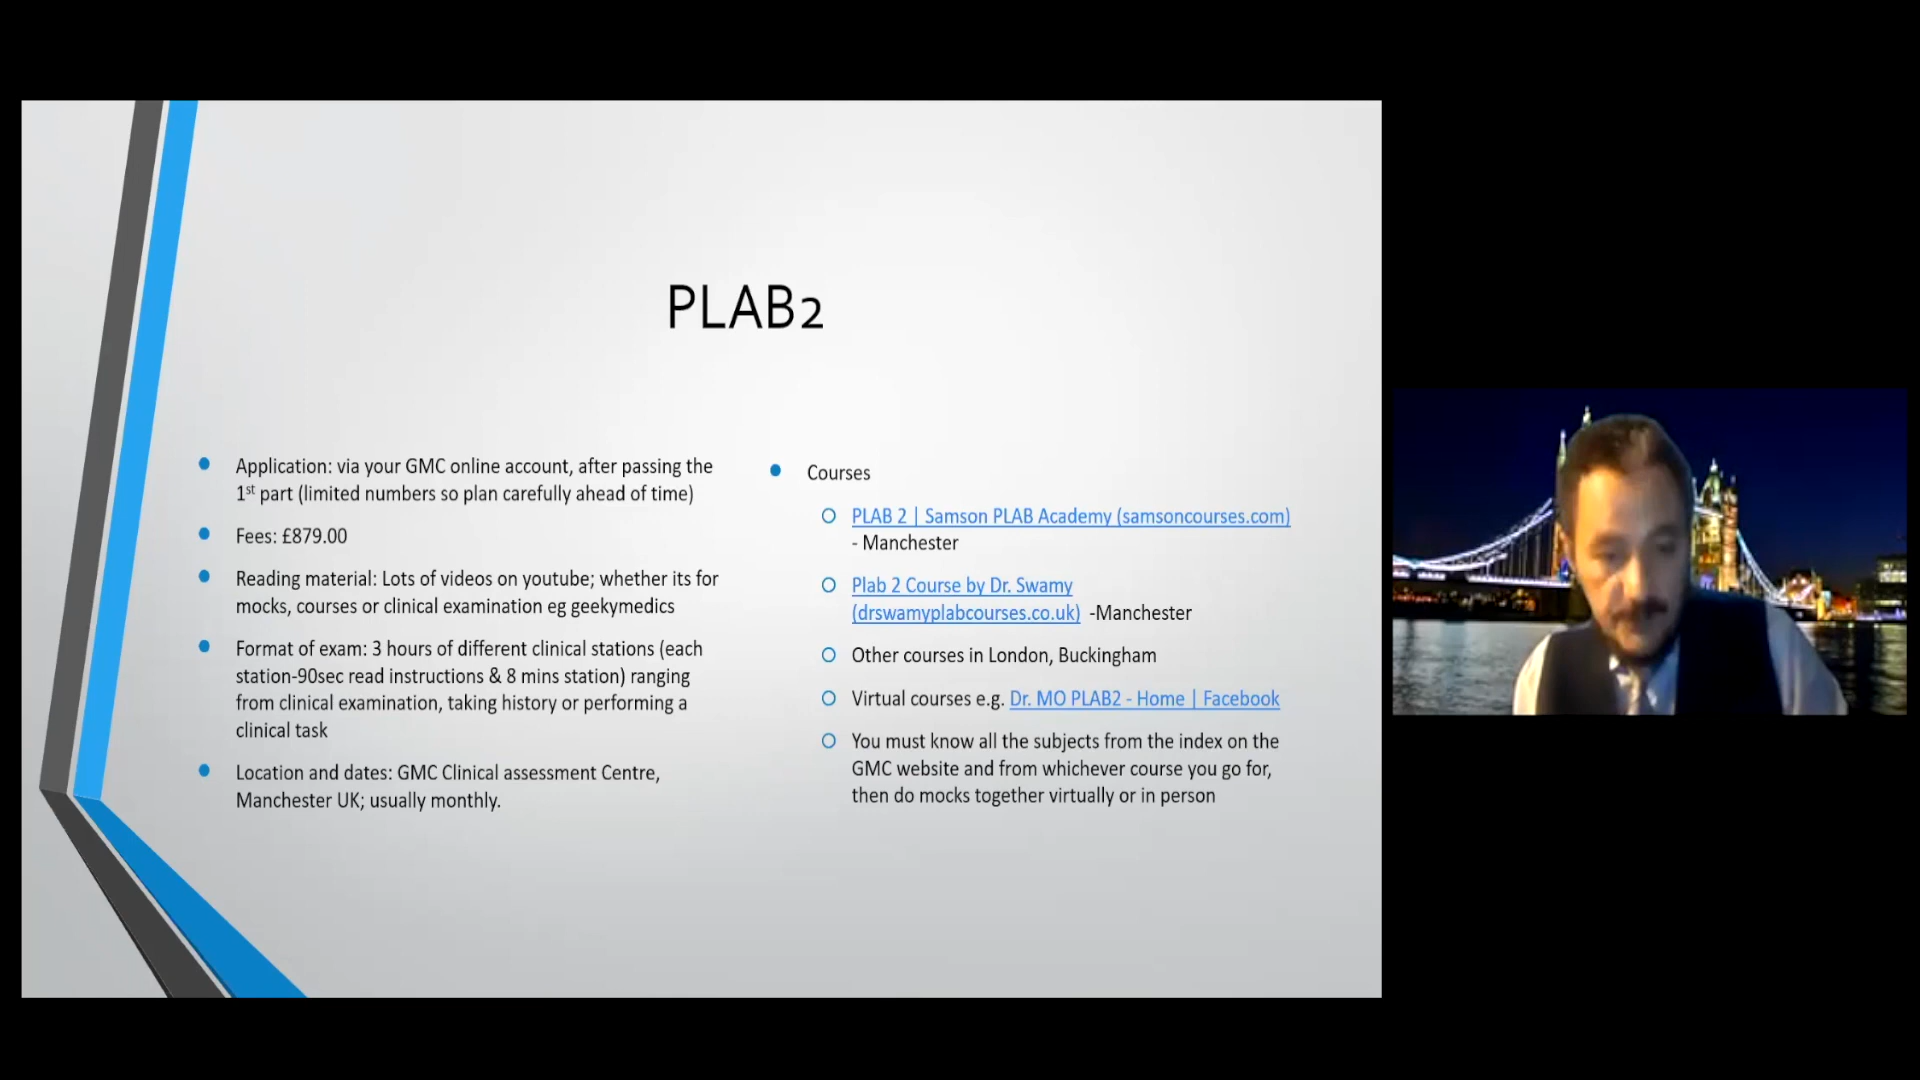 PLAB2
Application: via your GMC online account, after passing the
1st part (limited numbers so plan carefully ahead of time)
Fees: £879.00
Reading material: Lots of videos on youtube; whether its for
mocks, courses or clinical examination eg geekymedics
Format of exam: 3 hours of different clinical stations (each
station-90sec read instructions & 8 mins station) ranging
from clinical examination, taking history or performing a
clinical task
Location and dates: GMC Clinical assessment Centre,
Manchester UK; usually monthly.
Courses
PLAB 2 | Samson PLAB Academy (samsoncourses.com)
- Manchester
Plab 2 Course by Dr. Swamy
(drswamyplabcourses.co.uk) -Manchester
Other courses in London, Buckingham
Virtual courses e.g. Dr. MO PLAB2 - Home | Facebook
You must know all the subjects from the index on the
GMC website and from whichever course you go for,
then do mocks together virtually or in person